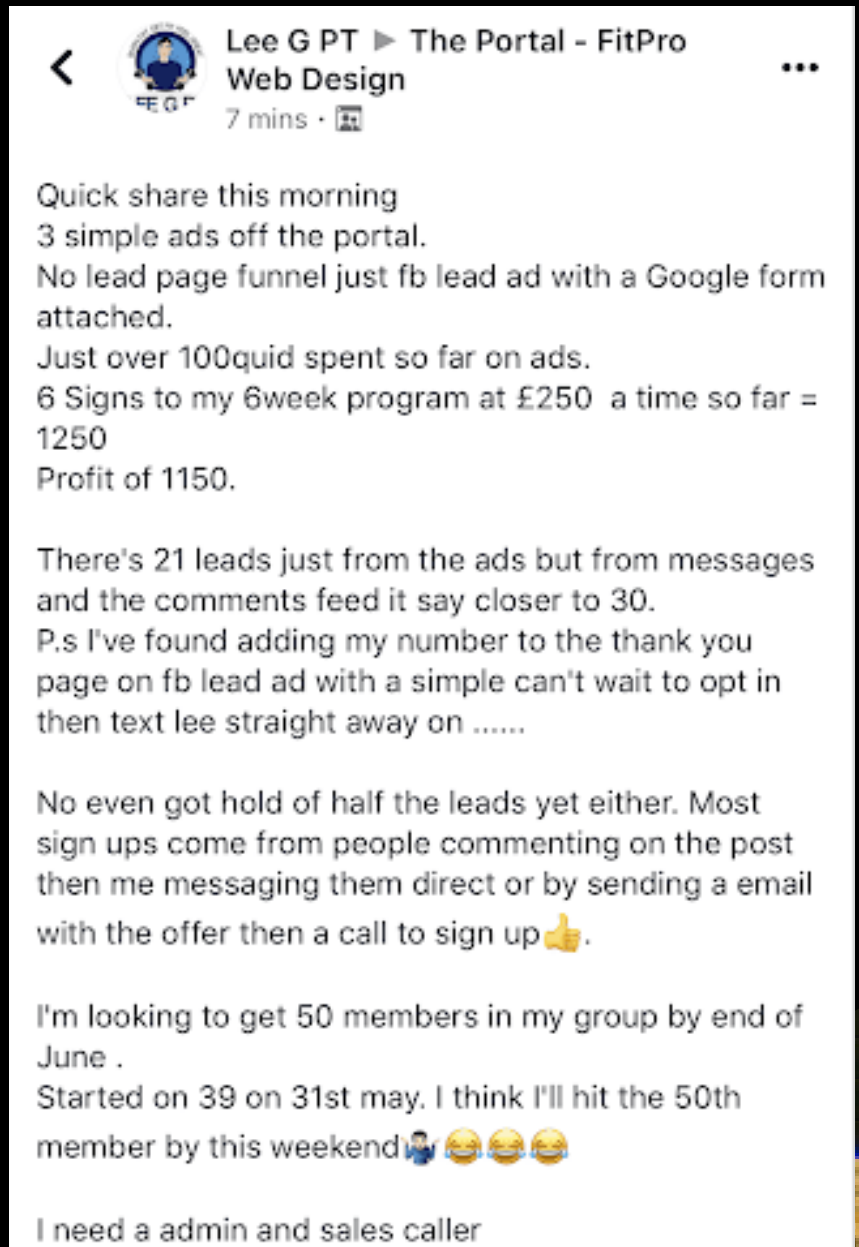 Lee G PT ▶ The Portal - FitPro
Web Design
7 mins ·
Quick share this morning
3 simple ads off the portal.
No lead page funnel just fb lead ad with a Google form
attached.
Just over 100quid spent so far on ads.
6 Signs to my 6week program at £250  a time so far =
1250
Profit of 1150.
There's 21 leads just from the ads but from messages
and the comments feed it say closer to 30.
P.s I've found adding my number to the thank you
page on fb lead ad with a simple can't wait to opt in
then text lee straight away on ......
No even got hold of half the leads yet either. Most
sign ups come from people commenting on the post
then me messaging them direct or by sending a email
with the offer then a call to sign up👍.
I'm looking to get 50 members in my group by end of
June .
Started on 39 on 31st may. I think I'll hit the 50th
member by this weekend🤷🏻‍♂️😂😂😂
I need a admin and sales caller